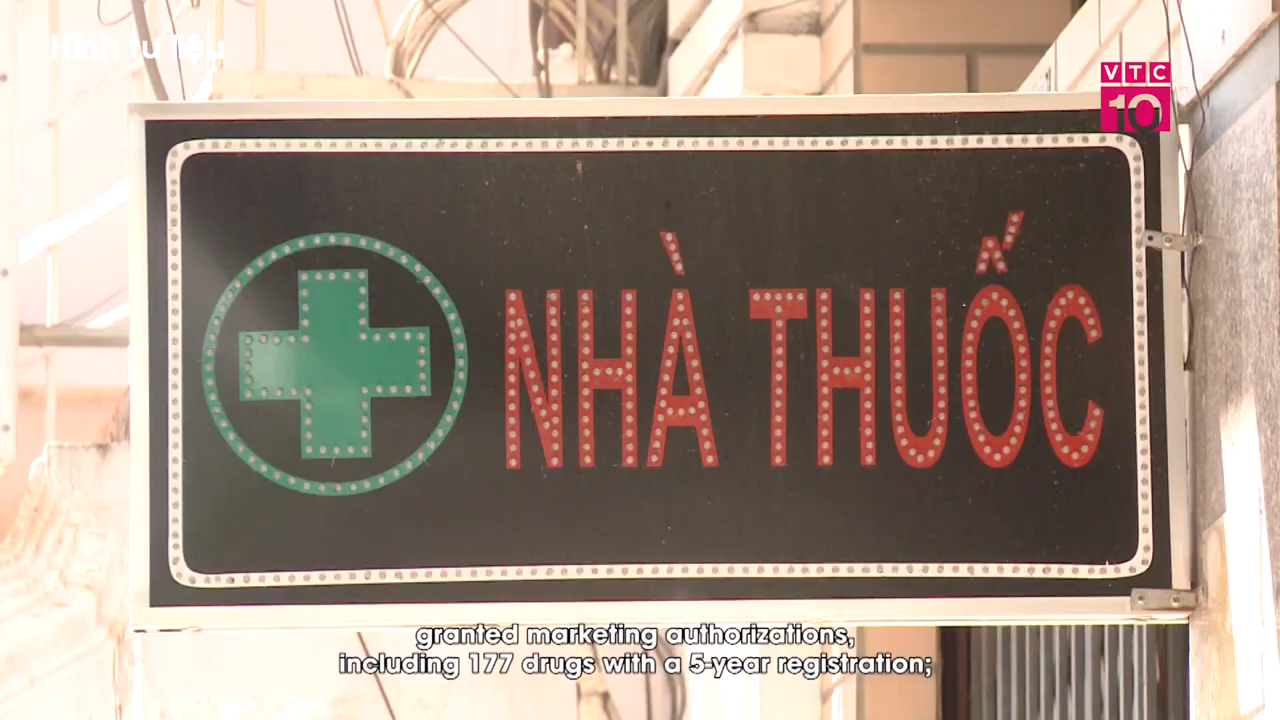 Hình tư liệu
VTC
10
NHÀ THUỐC
granted marketing authorizations,
including 177 drugs with a 5-year registration;